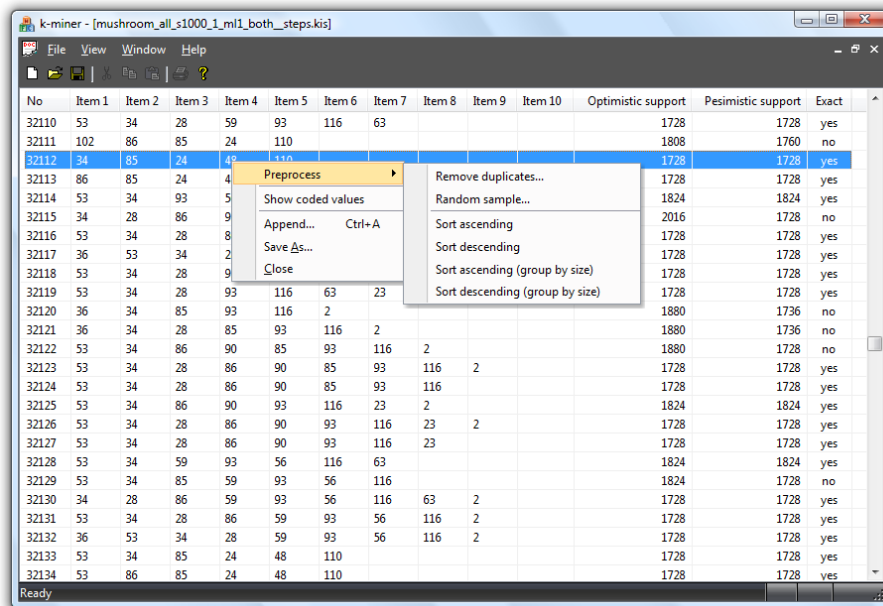 k-miner - [mushroom_all_s1000_1_ml1_both__steps.kis]
File View Window Help
No Item 1 Item 2 Item 3 Item 4 Item 5 Item 6 Item 7 Item 8 Item 9 Item 10 Optimistic support Pesimistic support Exact
32110 53 34 28 59 93 116 63 1728 1728 yes
32111 102 86 85 24 110 1808 1760 no
32112 34 85 24 48 110 1728 1728 yes
32113 86 85 24 4 1728 1728 yes
32114 53 34 93 5 1824 1824 yes
32115 34 28 86 9 2016 1728 no
32116 53 34 28 8 1728 1728 yes
32117 36 53 34 2 1728 1728 yes
32118 53 34 28 9 1728 1728 yes
32119 53 34 28 93 116 63 23 1728 1728 yes
32120 36 34 85 93 116 2 1880 1736 no
32121 36 34 28 85 93 116 2 1880 1736 no
32122 53 34 86 90 85 93 116 2 1880 1728 no
32123 53 34 28 86 90 85 93 116 2 1728 1728 yes
32124 53 34 28 86 90 85 93 116 1728 1728 yes
32125 53 34 86 90 93 116 23 2 1824 1824 yes
32126 53 34 28 86 90 93 116 23 2 1728 1728 yes
32127 53 34 28 86 90 93 116 23 1728 1728 yes
32128 53 34 59 93 56 116 63 1824 1824 yes
32129 53 34 85 59 93 56 116 1824 1728 no
32130 34 28 86 59 93 56 116 63 2 1728 1728 yes
32131 53 34 28 86 59 93 56 116 2 1728 1728 yes
32132 36 53 34 28 59 93 56 116 2 1728 1728 yes
32133 53 34 85 24 48 110 1728 1728 yes
32134 53 86 85 24 48 110 1728 1728 yes
Preprocess
Show coded values
Append... Ctrl+A
Save As...
Close
Remove duplicates...
Random sample...
Sort ascending
Sort descending
Sort ascending (group by size)
Sort descending (group by size)
Ready